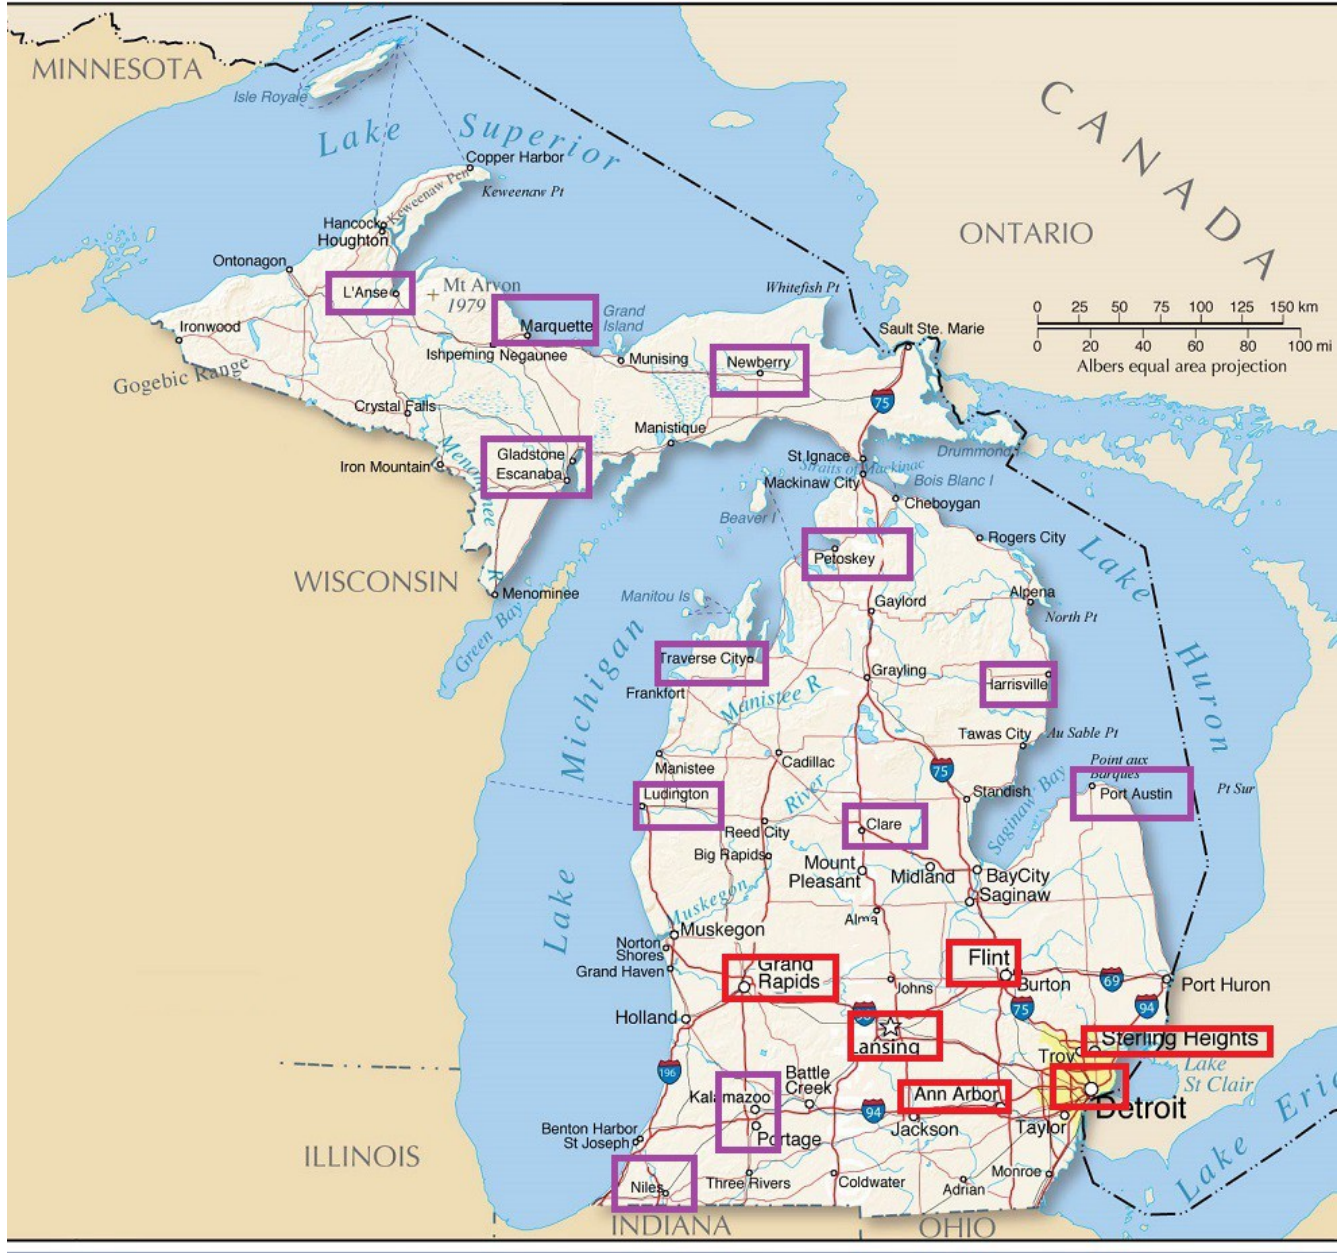 MINNESOTA
Isle Royale
Lake Superior
CANADA
Copper Harbor
Keweenaw Pen
Keweenaw Pt
Hancock
Houghton
ONTARIO
Ontonagon
L'Anse
Mt Arvon
1979
Whitefish Pt
0 25 50 75 100 125 150 km
0 20 40 60 80 100 mi
Albers equal area projection
Grand
Island
Marquette
Ironwood
Sault Ste. Marie
Ishpeming Negaunee
Munising
Newberry
Gogebic Range
75
Crystal Falls
Manistique
Menominee R
Gladstone
Escanaba
Iron Mountain
St Ignace
Straits of Mackinac
Mackinaw City
Drummond I
Bois Blanc I
Cheboygan
Beaver I
Rogers City
Lake Huron
Petoskey
WISCONSIN
Menominee
Manitou Is
Gaylord
Alpena
North Pt
Green Bay
Lake Michigan
Traverse City
Grayling
Harrisville
Frankfort
Manistee R
Tawas City
Au Sable Pt
Manistee
Cadillac
75
Point aux
Barques
Ludington
River
Standish
Saginaw Bay
Port Austin
Pt Sur
Reed City
Clare
Big Rapids
Mount
Pleasant
Midland
BayCity
Saginaw
Muskegon
Alma
Muskegon
Norton
Shores
Grand Haven
Grand
Rapids
Flint
Johns
Burton
69
Port Huron
75
94
Holland
Lansing
Sterling Heights
Troy
Lake
St Clair
196
Battle
Creek
Kalamazoo
Ann Arbor
Detroit
94
Jackson
Taylor
Benton Harbor
St Joseph
Portage
Lake Erie
ILLINOIS
Niles
Three Rivers
Coldwater
Adrian
Monroe
INDIANA
OHIO